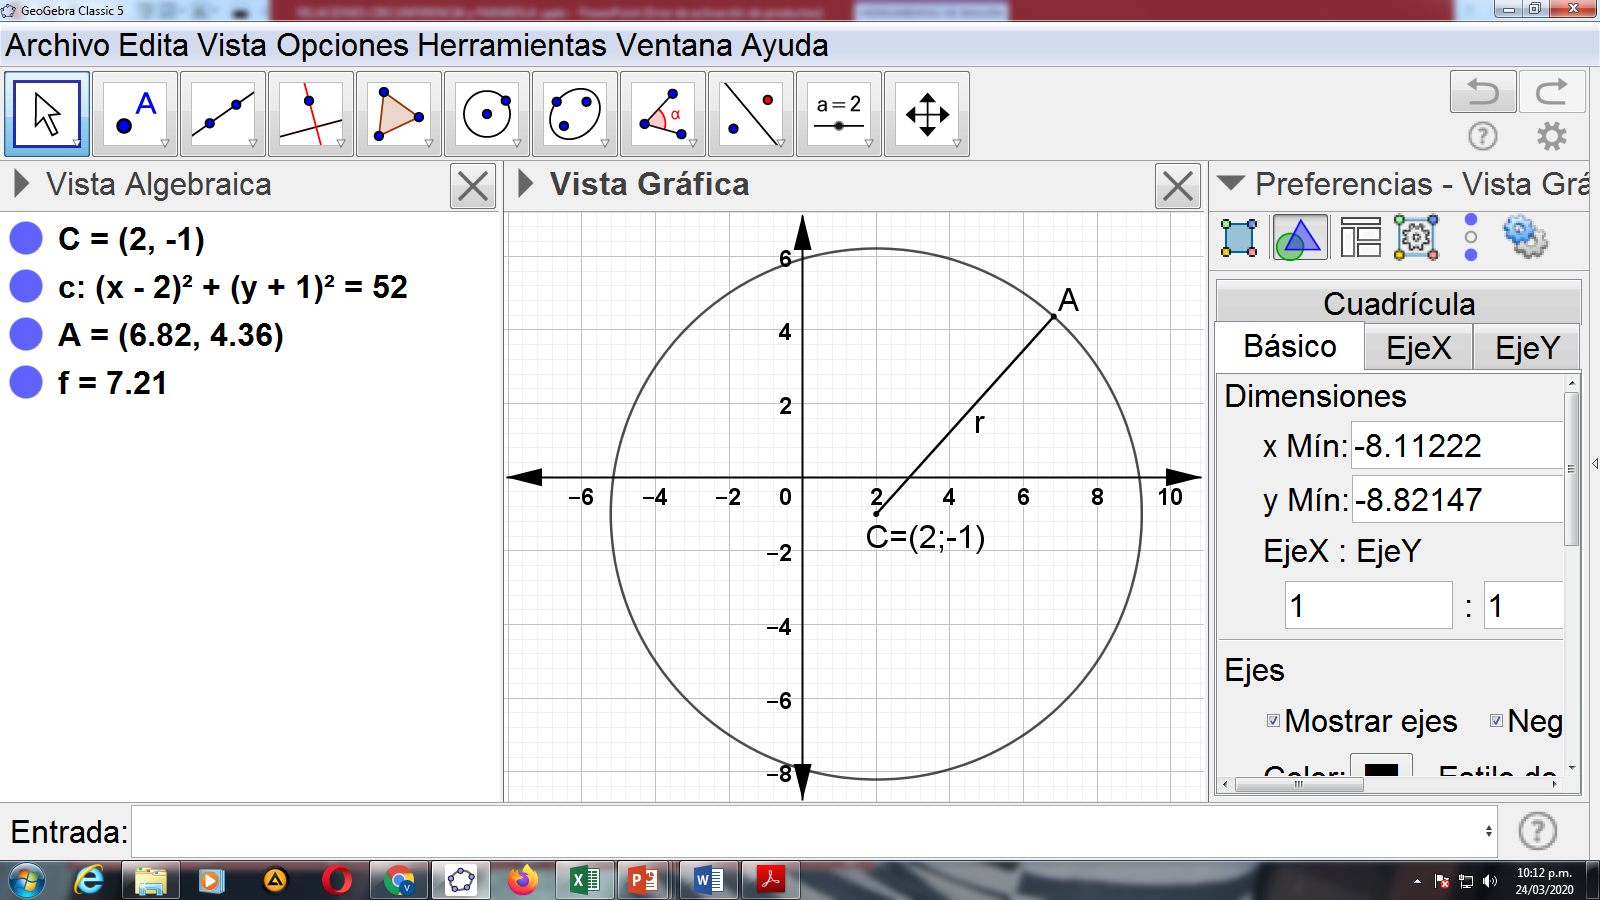 GeoGebra Classic 5
Archivo Edita Vista Opciones Herramientas Ventana Ayuda
A
α
a = 2
Vista Algebraica
Vista Gráfica
Preferencias - Vista Grá
C = (2, -1)
c: (x - 2)² + (y + 1)² = 52
A = (6.82, 4.36)
f = 7.21
6
4
2
−6 −4 −2 0 2 4 6 8 10
−2
−4
−6
−8
A
r
C=(2;-1)
Cuadrícula
Básico EjeX EjeY
Dimensiones
x Mín: -8.11222
y Mín: -8.82147
EjeX : EjeY
1 : 1
Ejes
Mostrar ejes Neg
Entrada:
10:12 p.m.
24/03/2020